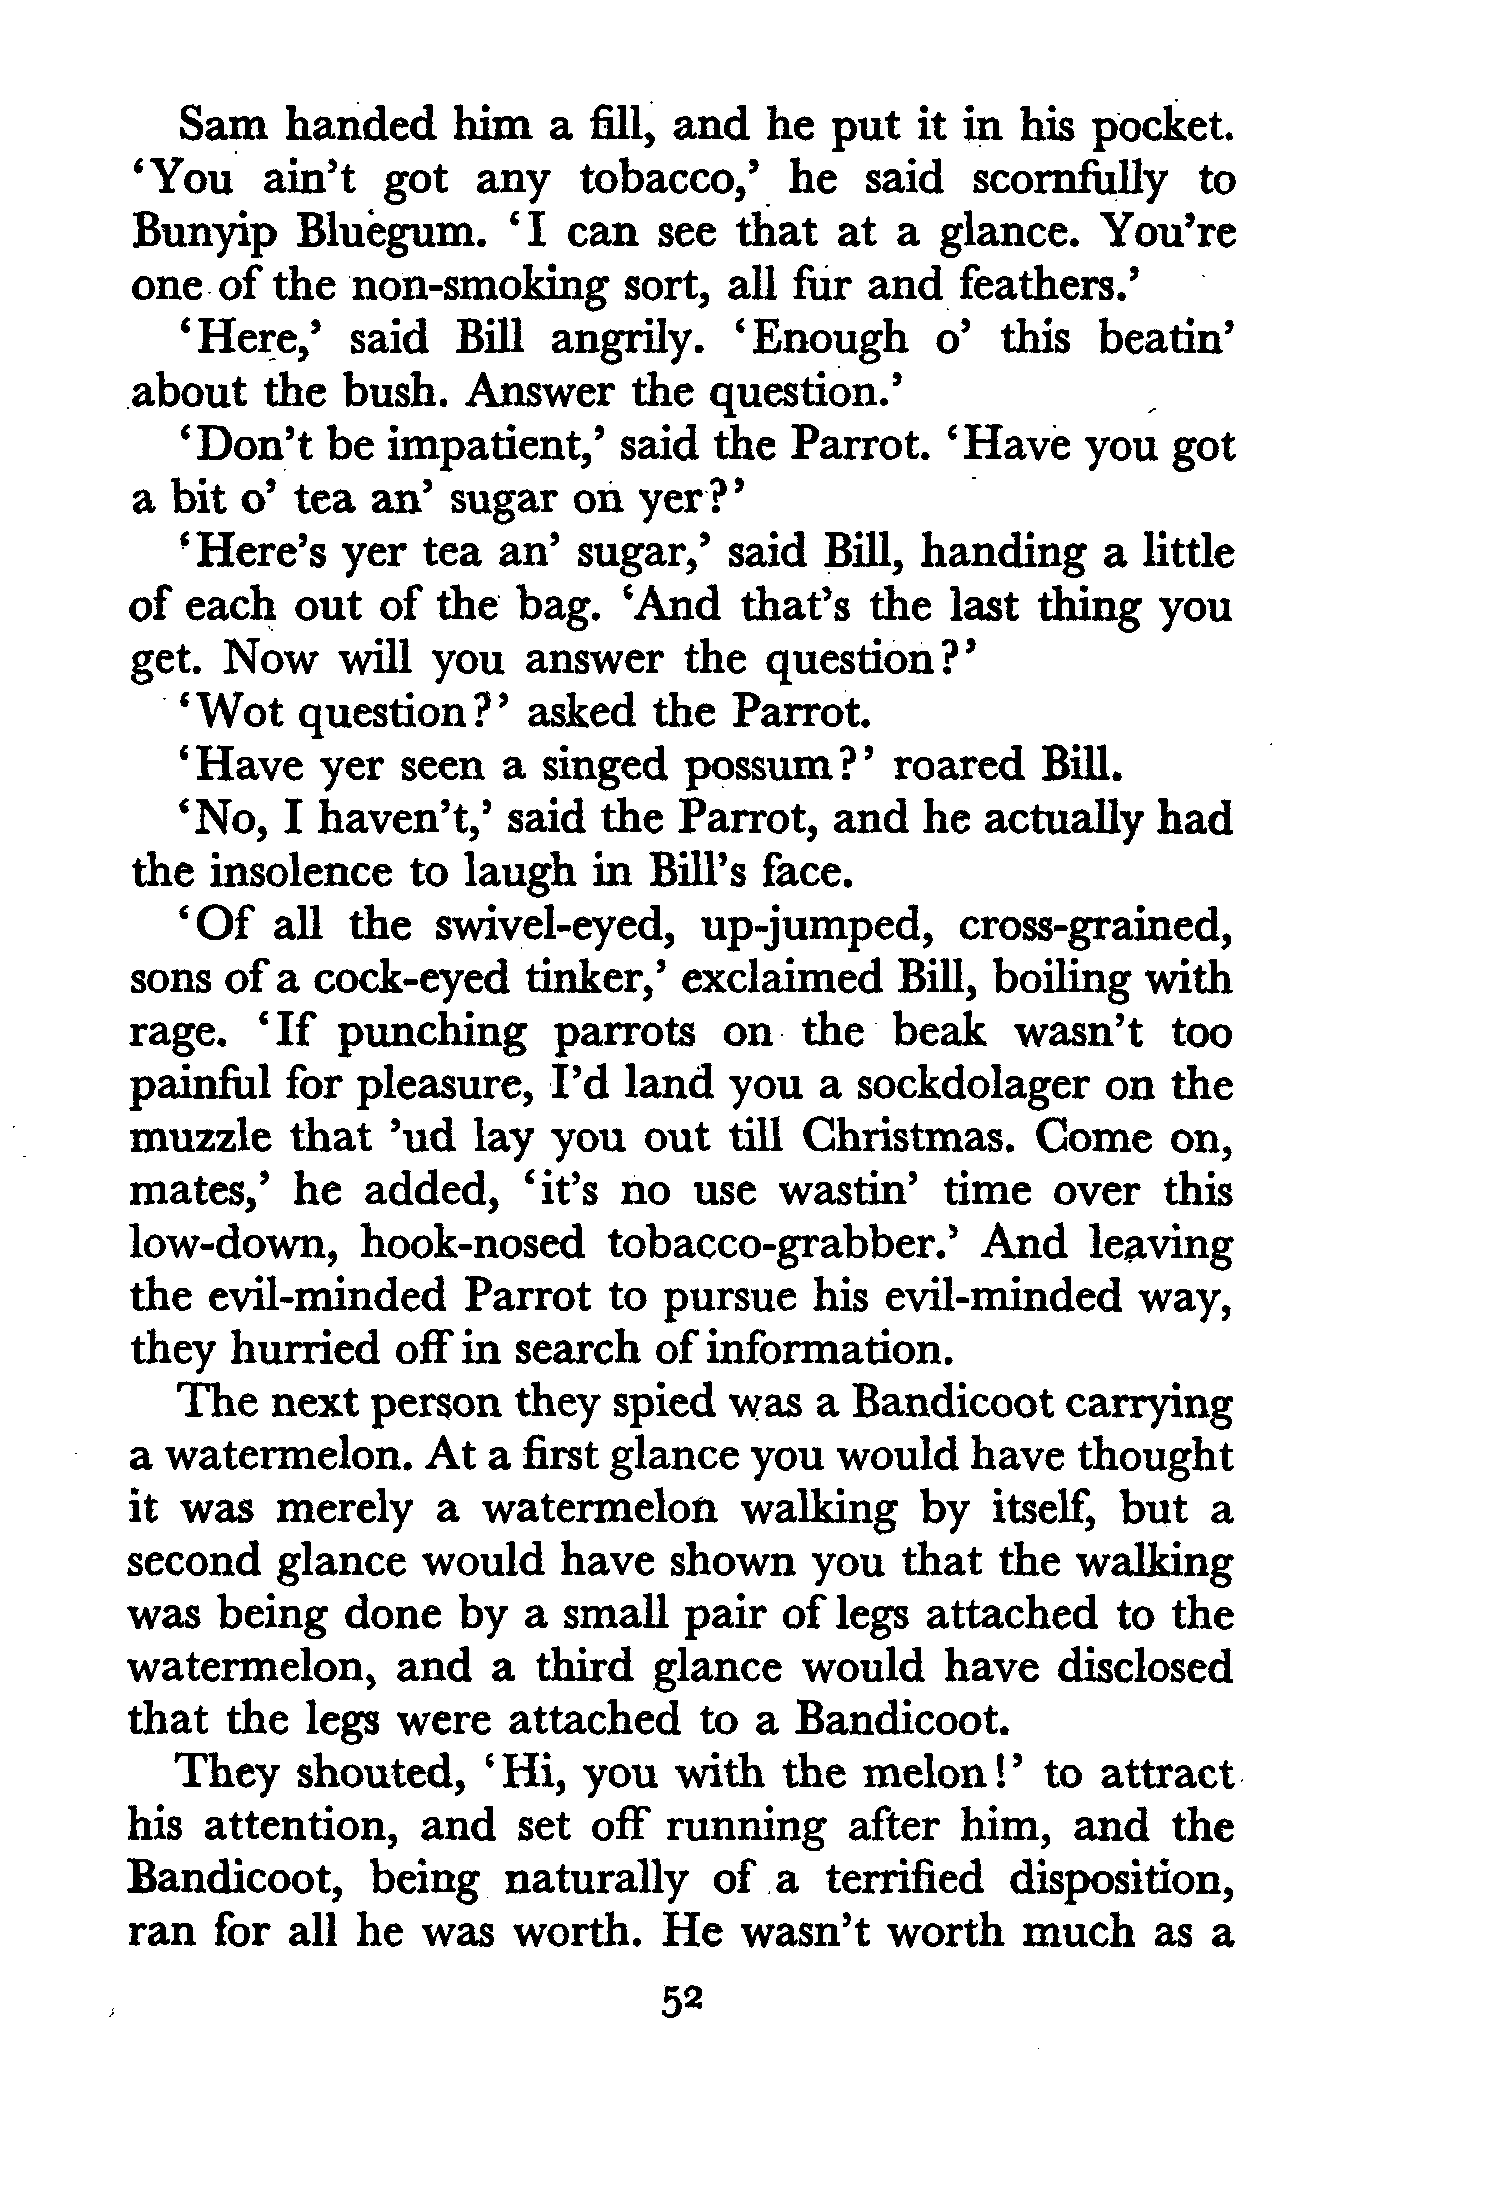 Sam handed him a fill, and he put it in his pocket.
‘You ain’t got any tobacco,’ he said scornfully to
Bunyip Bluegum. ‘I can see that at a glance. You’re
one of the non-smoking sort, all fur and feathers.’
‘Here,’ said Bill angrily. ‘Enough o’ this beatin’
about the bush. Answer the question.’
‘Don’t be impatient,’ said the Parrot. ‘Have you got
a bit o’ tea an’ sugar on yer?’
‘Here’s yer tea an’ sugar,’ said Bill, handing a little
of each out of the bag. ‘And that’s the last thing you
get. Now will you answer the question?’
‘Wot question?’ asked the Parrot.
‘Have yer seen a singed possum?’ roared Bill.
‘No, I haven’t,’ said the Parrot, and he actually had
the insolence to laugh in Bill’s face.
‘Of all the swivel-eyed, up-jumped, cross-grained,
sons of a cock-eyed tinker,’ exclaimed Bill, boiling with
rage. ‘If punching parrots on the beak wasn’t too
painful for pleasure, I’d land you a sockdolager on the
muzzle that ’ud lay you out till Christmas. Come on,
mates,’ he added, ‘it’s no use wastin’ time over this
low-down, hook-nosed tobacco-grabber.’ And leaving
the evil-minded Parrot to pursue his evil-minded way,
they hurried off in search of information.
The next person they spied was a Bandicoot carrying
a watermelon. At a first glance you would have thought
it was merely a watermelon walking by itself, but a
second glance would have shown you that the walking
was being done by a small pair of legs attached to the
watermelon, and a third glance would have disclosed
that the legs were attached to a Bandicoot.
They shouted, ‘Hi, you with the melon!’ to attract
his attention, and set off running after him, and the
Bandicoot, being naturally of a terrified disposition,
ran for all he was worth. He wasn’t worth much as a
52